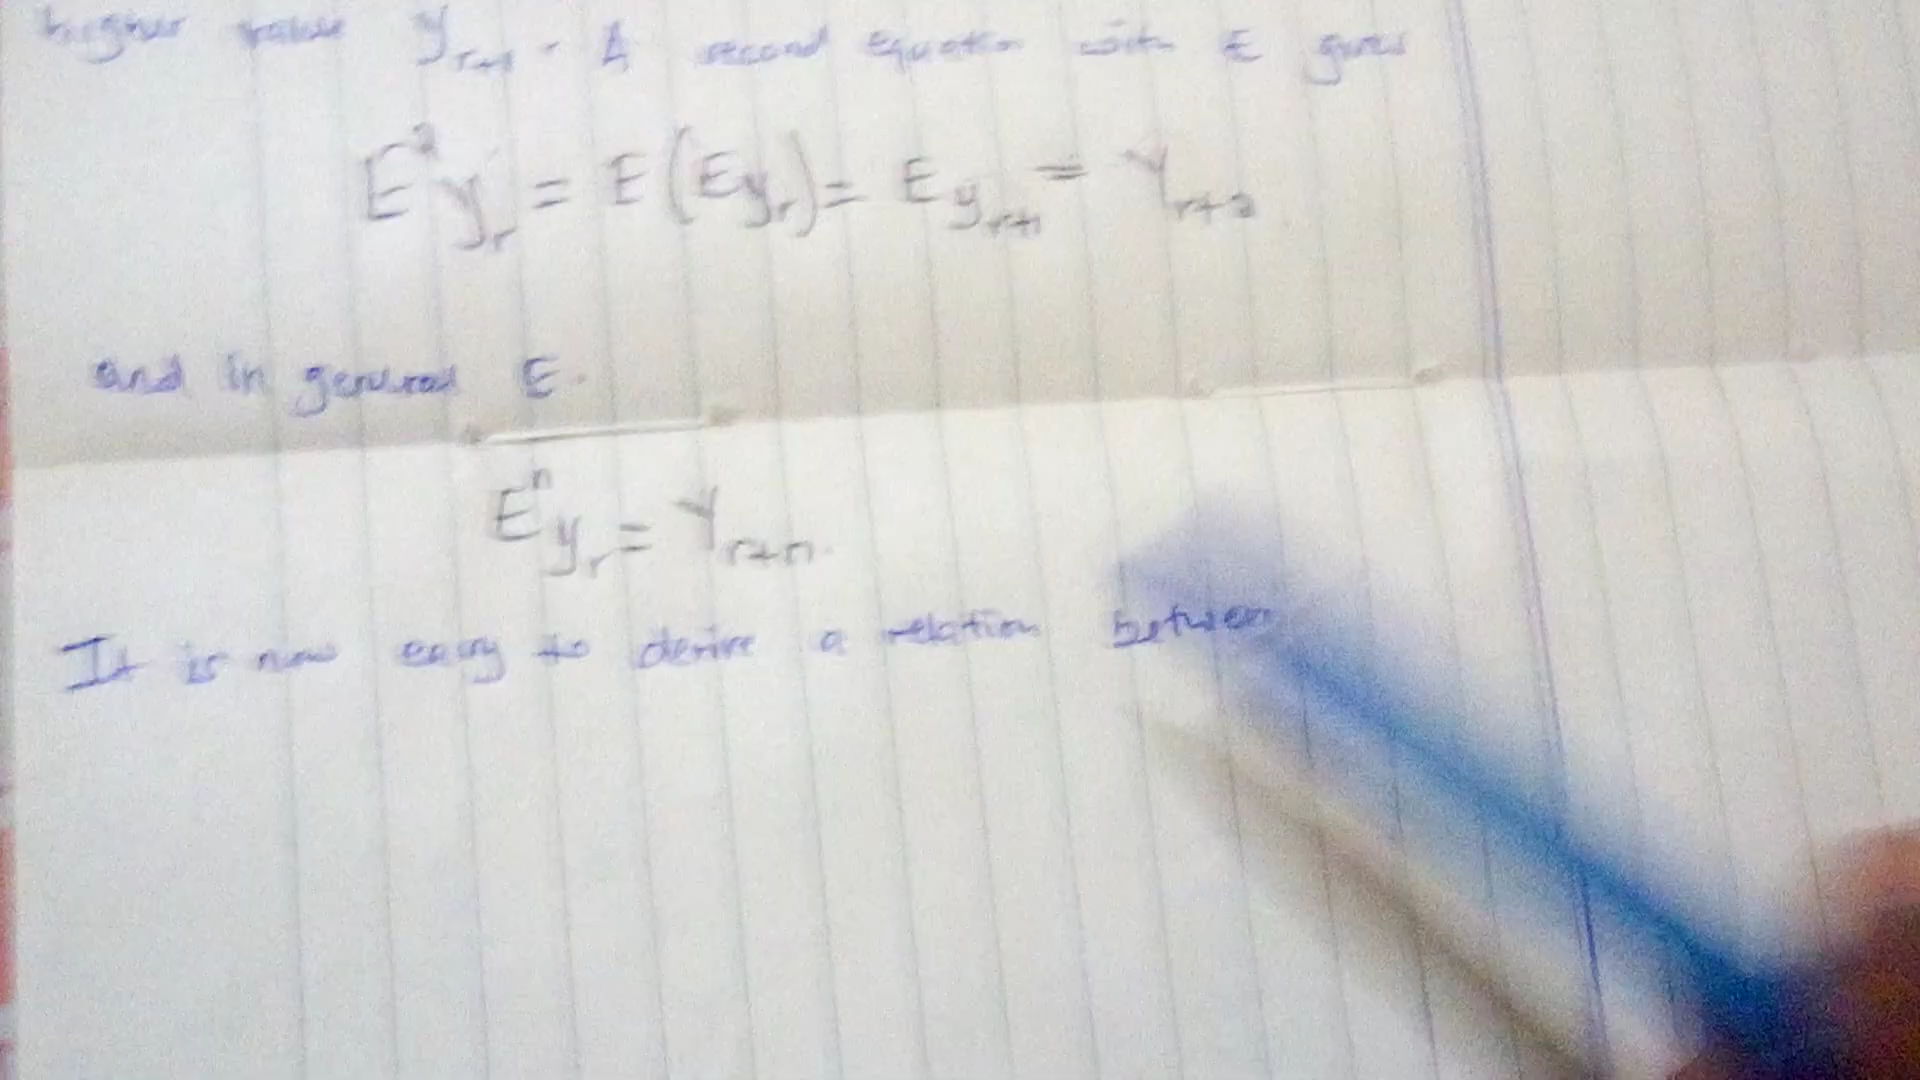 higher value y_{r+1}. A second equation with E gives
E²y_r = E(Ey_r) = Ey_{r+1} = Y_{r+2}
and in general E.
Eⁿy_r = Y_{r+n}.
It is now easy to derive a relation between